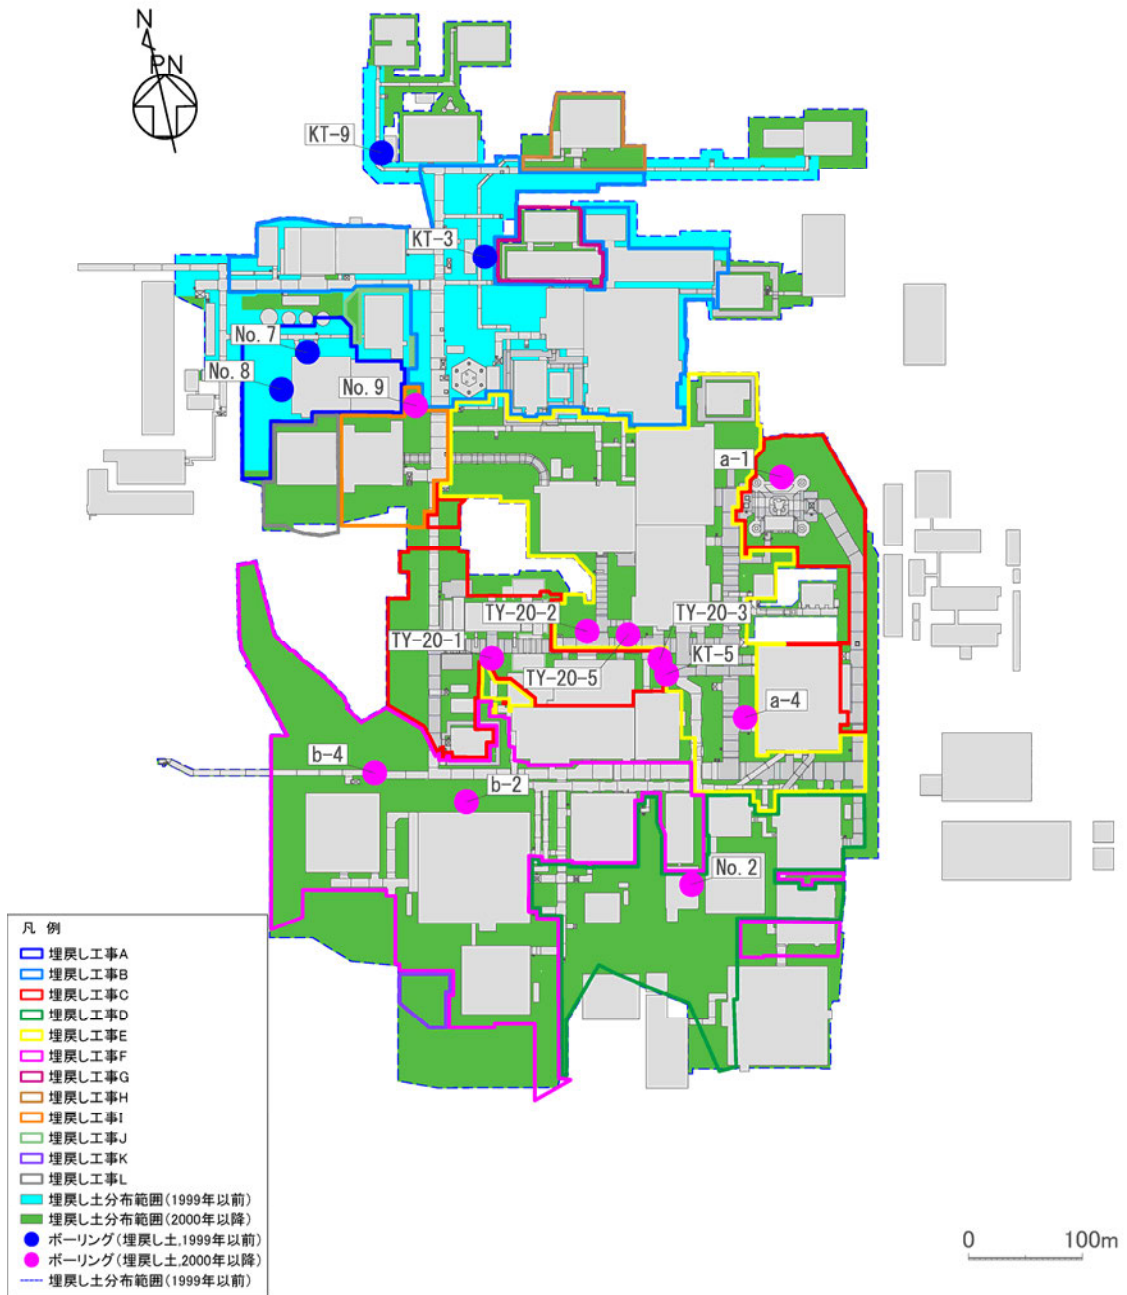 N
PN
KT-9
KT-3
No. 7
No. 8
No. 9
a-1
TY-20-2
TY-20-3
TY-20-1
KT-5
TY-20-5
a-4
b-4
b-2
No. 2
凡 例
埋戻し工事A
埋戻し工事B
埋戻し工事C
埋戻し工事D
埋戻し工事E
埋戻し工事F
埋戻し工事G
埋戻し工事H
埋戻し工事I
埋戻し工事J
埋戻し工事K
埋戻し工事L
埋戻し土分布範囲(1999年以前)
埋戻し土分布範囲(2000年以降)
ボーリング(埋戻し土,1999年以前)
ボーリング(埋戻し土,2000年以降)
埋戻し土分布範囲(1999年以前)
0 100m